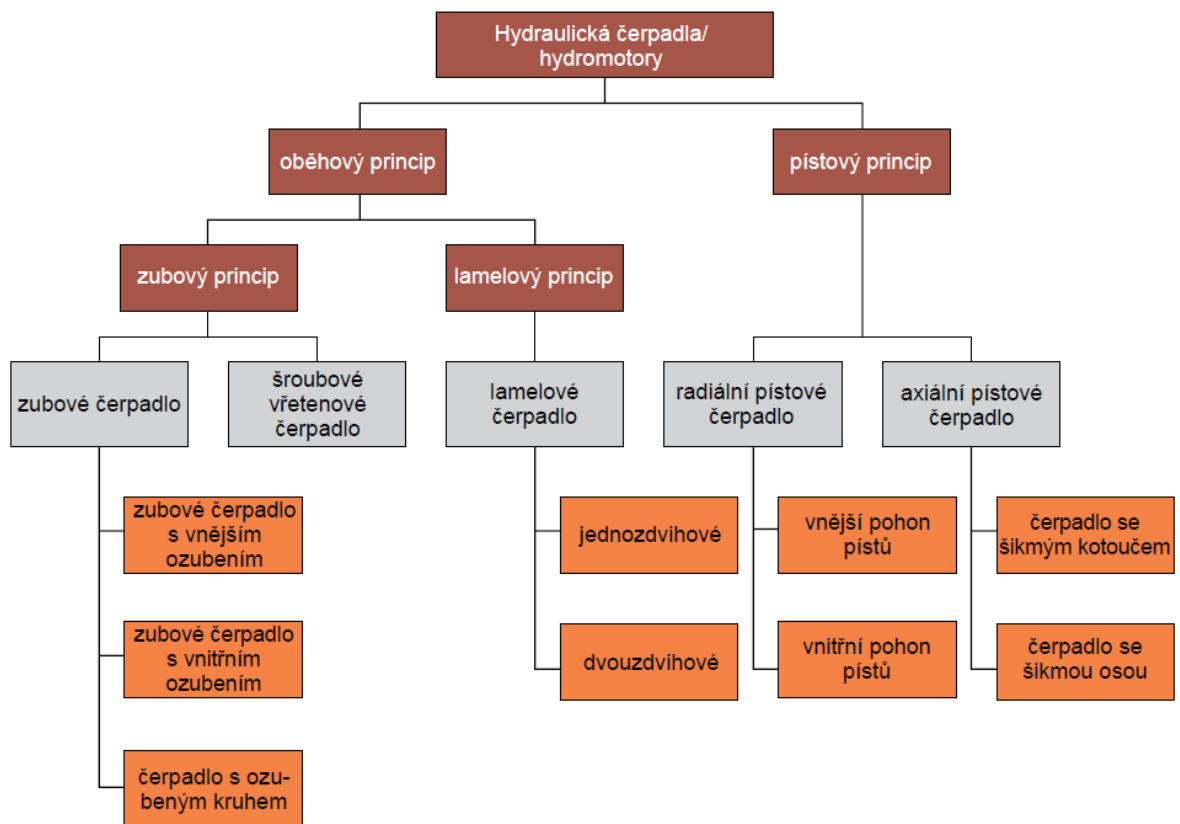 Hydraulická čerpadla/
hydromotory
oběhový princip
pístový princip
zubový princip
lamelový princip
zubové čerpadlo
šroubové
vřetenové
čerpadlo
lamelové
čerpadlo
radiální pístové
čerpadlo
axiální pístové
čerpadlo
zubové čerpadlo
s vnějším
ozubením
jednozdvihové
vnější pohon
pístů
čerpadlo se
šikmým kotoučem
zubové čerpadlo
s vnitřním
ozubením
dvouzdvihové
vnitřní pohon
pístů
čerpadlo se
šikmou osou
čerpadlo s ozu-
beným kruhem